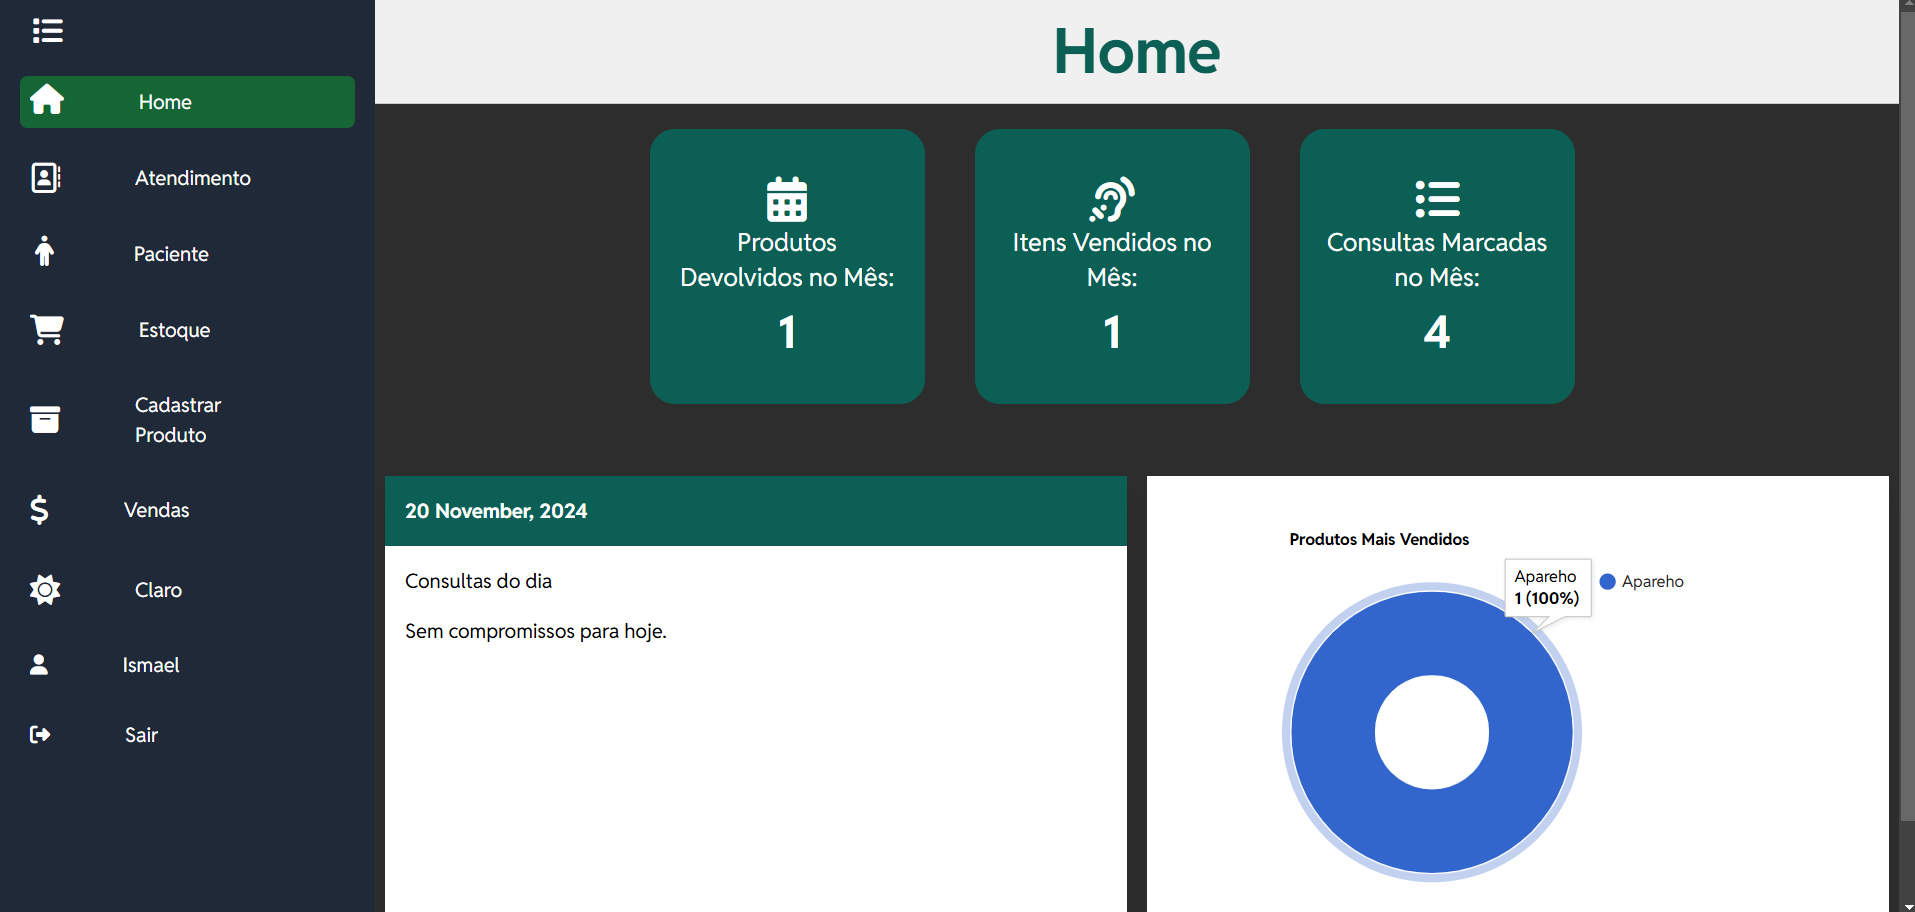 Home
Atendimento
Paciente
Estoque
Cadastrar
Produto
Vendas
Claro
Ismael
Sair
Home
Produtos
Devolvidos no Mês:
1
Itens Vendidos no
Mês:
1
Consultas Marcadas
no Mês:
4
20 November, 2024
Consultas do dia
Sem compromissos para hoje.
Produtos Mais Vendidos
Apareho
1 (100%)
Apareho